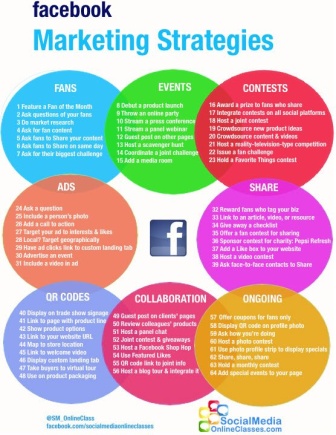 facebook
Marketing Strategies
FANS
1 Feature a Fan of the Month
2 Ask questions of your fans
3 Do market research
4 Ask for fan content
5 Ask fans to Share your content
6 Ask fans to Share on same day
7 Ask for their biggest challenge
EVENTS
8 Debut a product launch
9 Throw an online party
10 Stream a press conference
11 Stream a panel webinar
12 Guest post on other pages
13 Host a scavenger hunt
14 Coordinate a joint challenge
15 Add a media room
CONTESTS
16 Award a prize to fans who share
17 Integrate contests on all social platforms
18 Host a joint contest
19 Crowdsource new product ideas
20 Crowdsource content & videos
21 Host a reality-television-type competition
22 Issue a fan challenge
23 Hold a Favorite Things contest
ADS
24 Ask a question
25 Include a person's photo
26 Add a call to action
27 Target your ad to interests & likes
28 Local? Target geographically
29 Have ad clicks link to custom landing tab
30 Advertise an event
31 Include a video in ad
f
SHARE
32 Reward fans who tag your biz
33 Link to an article, video, or resource
34 Give away a checklist
35 Offer a fan contest for sharing
36 Sponsor contest for charity: Pepsi Refresh
37 Add a Like box to your website
38 Host a video contest
39 Ask face-to-face contacts to Share
QR CODES
40 Display on trade show signage
41 Link to page with product line
42 Show product options
43 Link to your website URL
44 Map to store location
45 Link to welcome video
46 Display custom landing tab
47 Take buyers to virtual tour
48 Use on product packaging
COLLABORATION
49 Guest post on clients' pages
50 Review colleagues' products
51 Host a panel chat
52 Joint contest & giveaways
53 Host a Facebook Shop Hop
54 Use Featured Likes
55 QR code link to joint info
56 Host a blog tour & integrate it
ONGOING
57 Offer coupons for fans only
58 Display QR code on profile photo
59 Ask how you're doing
60 Host a photo contest
61 Use photo profile strip to display specials
62 Share, share, share
63 Hold a monthly contest
64 Add special events to your page
@SM_OnlineClass
facebook.com/socialmediaonlineclasses
SocialMedia
OnlineClasses.com